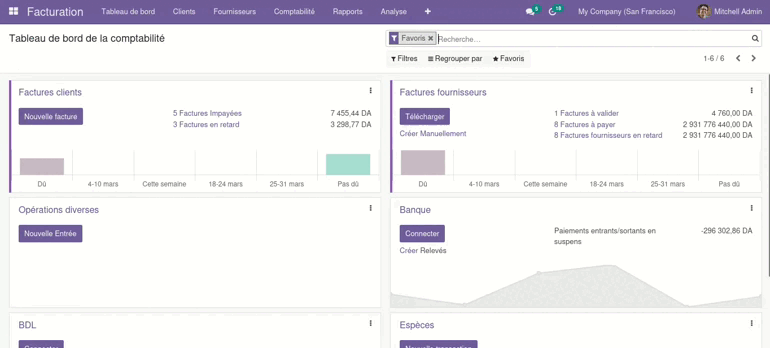 Facturation Tableau de bord Clients Fournisseurs Comptabilité Rapports Analyse + 5 18 My Company (San Francisco) Mitchell Admin
Tableau de bord de la comptabilité
Favoris × Recherche...
Filtres Regrouper par Favoris 1-6 / 6
Factures clients
Nouvelle facture
5 Factures Impayées 7 455,44 DA
3 Factures en retard 3 298,77 DA
Dû 4-10 mars Cette semaine 18-24 mars 25-31 mars Pas dû
Factures fournisseurs
Télécharger
Créer Manuellement
1 Factures à valider 4 760,00 DA
8 Factures à payer 2 931 776 440,00 DA
8 Factures fournisseurs en retard 2 931 776 440,00 DA
Dû 4-10 mars Cette semaine 18-24 mars 25-31 mars Pas dû
Opérations diverses
Nouvelle Entrée
Banque
Connecter
Créer Relevés
Paiements entrants/sortants en
suspens
-296 302,86 DA
BDL
Espèces